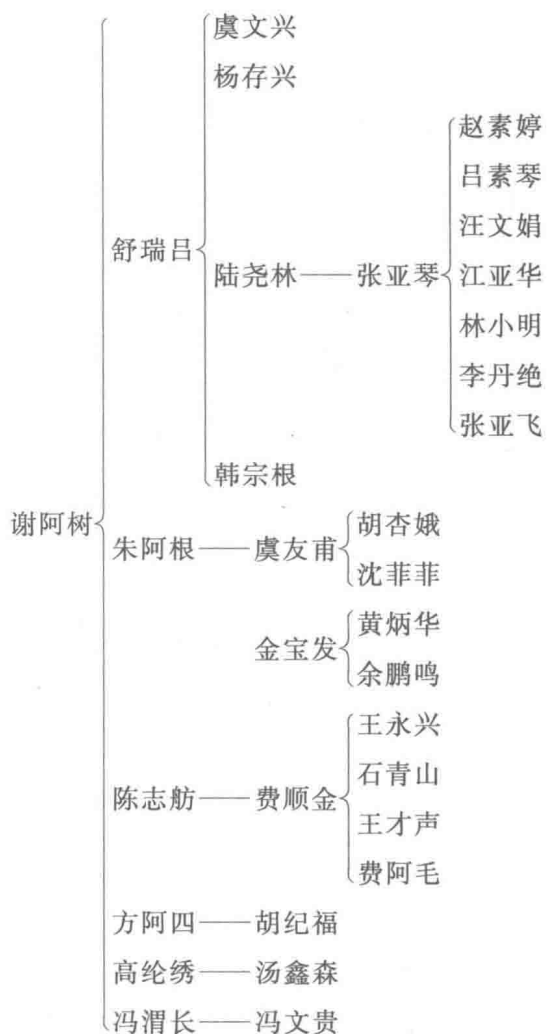 虞文兴
杨存兴
赵素婷
吕素琴
汪文娟
舒瑞吕
陆尧林——张亚琴
江亚华
林小明
李丹绝
张亚飞
韩宗根
谢阿树
朱阿根——虞友甫
胡杏娥
沈菲菲
金宝发
黄炳华
余鹏鸣
王永兴
石青山
陈志舫——费顺金
王才声
费阿毛
方阿四——胡纪福
高纶绣——汤鑫森
冯渭长——冯文贵